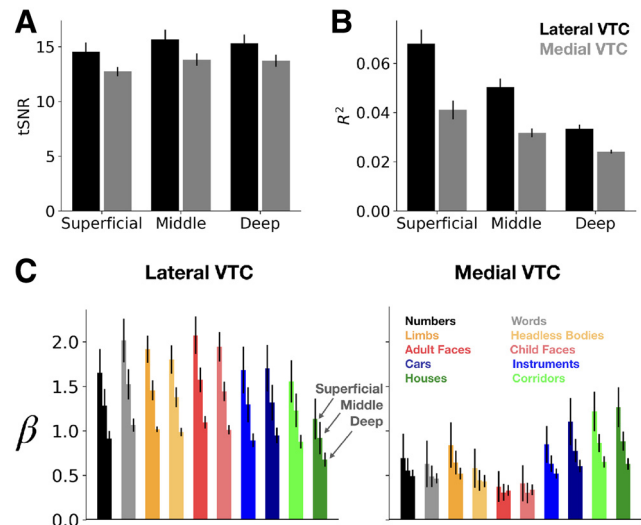 A
15
10
5
0
tSNR
Superficial Middle Deep
B
Lateral VTC
Medial VTC
0.06
0.04
0.02
0.00
R²
Superficial Middle Deep
C
Lateral VTC
2.0
1.5
1.0
0.5
0.0
β
Superficial
Middle
Deep
Medial VTC
Numbers Words
Limbs Headless Bodies
Adult Faces Child Faces
Cars Instruments
Houses Corridors